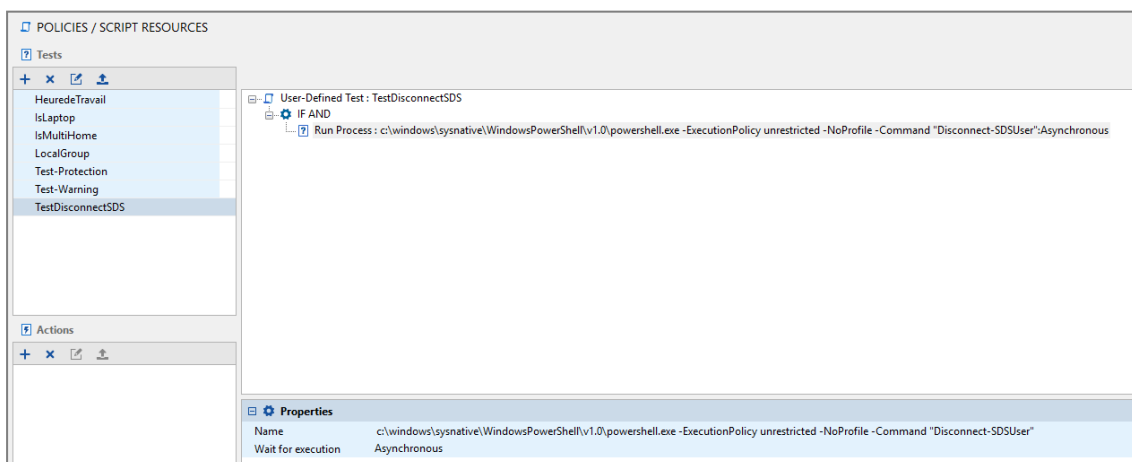 POLICIES / SCRIPT RESOURCES
Tests
HeuredeTravail
IsLaptop
IsMultiHome
LocalGroup
Test-Protection
Test-Warning
TestDisconnectSDS
User-Defined Test : TestDisconnectSDS
IF AND
Run Process : c:\windows\sysnative\WindowsPowerShell\v1.0\powershell.exe -ExecutionPolicy unrestricted -NoProfile -Command "Disconnect-SDSUser":Asynchronous
Actions
Properties
Name c:\windows\sysnative\WindowsPowerShell\v1.0\powershell.exe -ExecutionPolicy unrestricted -NoProfile -Command "Disconnect-SDSUser"
Wait for execution Asynchronous